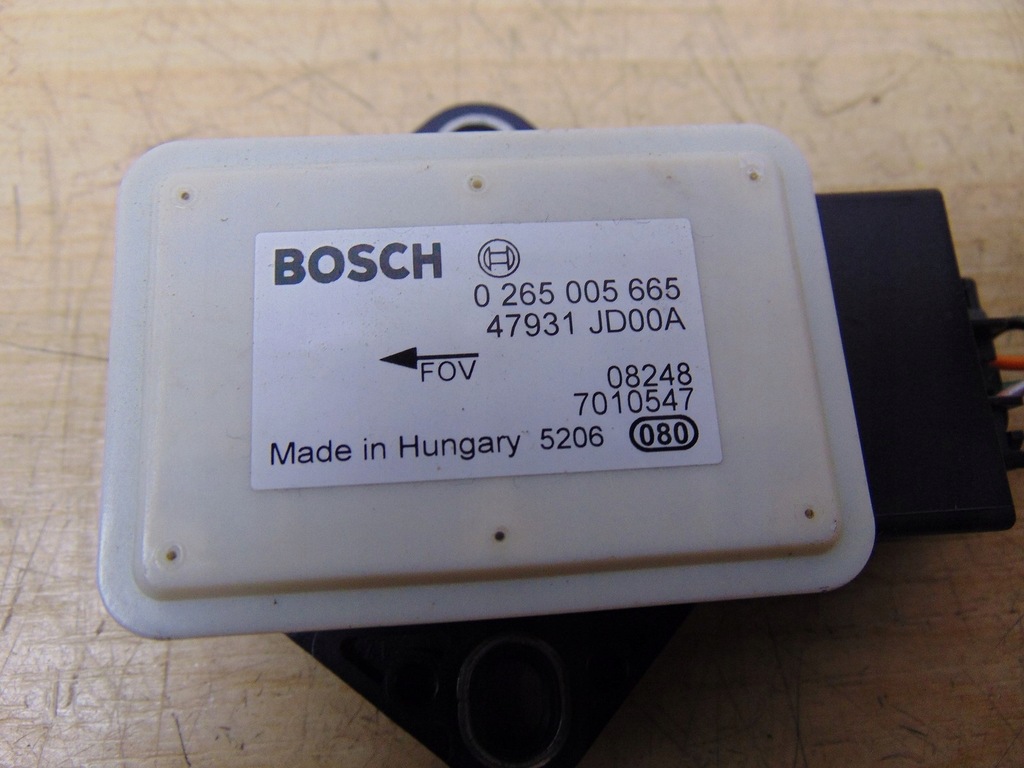 BOSCH
0 265 005 665
47931 JD00A
FOV
08248
7010547
Made in Hungary 5206 080